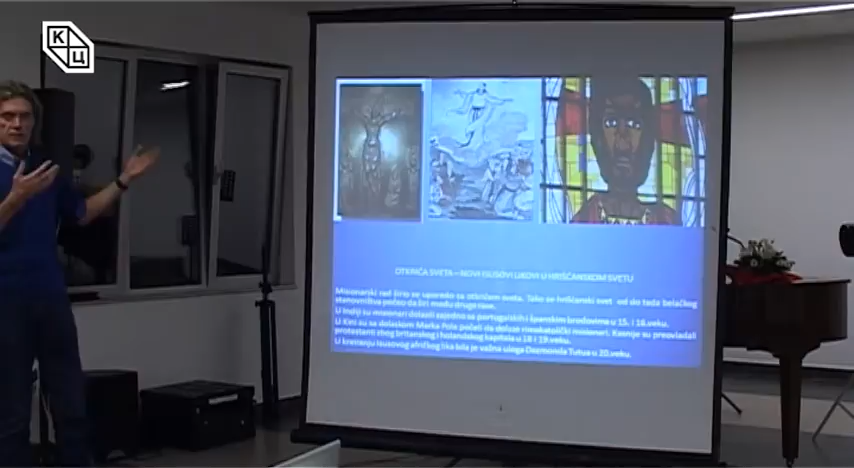 КЦ
OTKRIĆA SVETA – NOVI ISUSOVI LIKOVI U HRIŠĆANSKOM SVETU
Misionarski rad širio se uporedo sa otkrićem sveta. Tako se hrišćanski svet od do tada belačkog
stanovništva počeo da širi među druge rase.
U Indiji su misionari dolazili zajedno sa portugalskih i španskim brodovima u 15. i 16. veku.
U Kini su sa dolaskom Marka Pola počeli da dolaze rimokatolički misionari. Kasnije su preovladali
protestanti zbog britanskog i holandskog kapitala u 18 i 19. veku.
U kreiranju Isusovog afričkog lika bila je važna uloga Dezmonda Tutua u 20. veku.